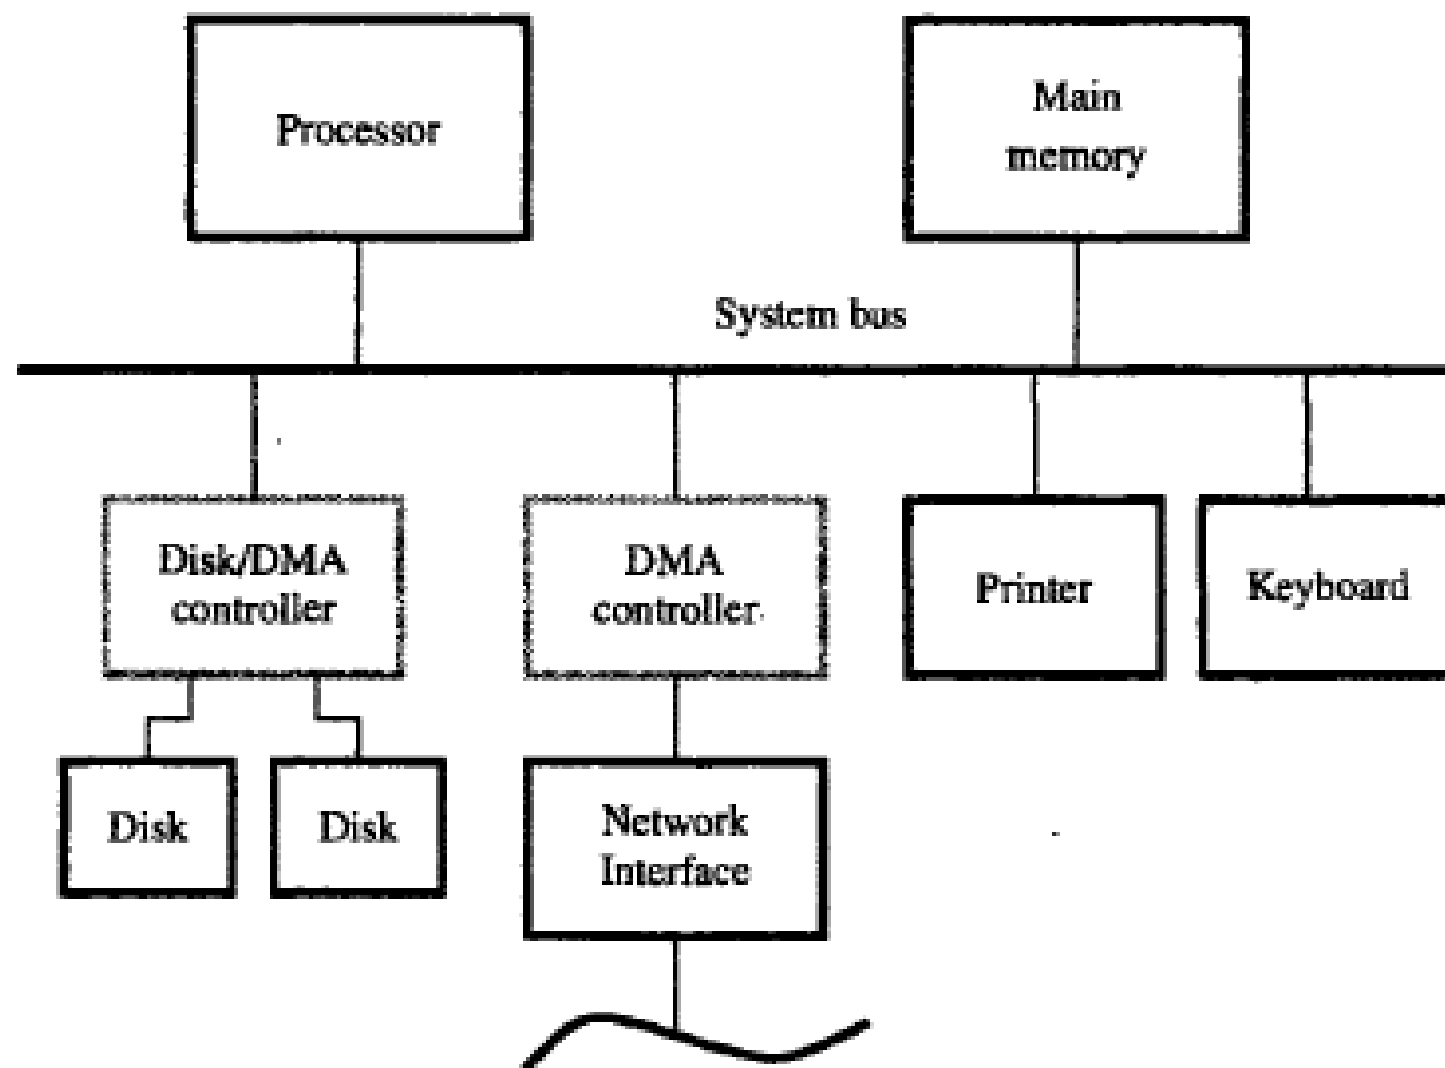 Processor
Main
memory
System bus
Disk/DMA
controller
DMA
controller
Printer
Keyboard
Disk
Disk
Network
Interface